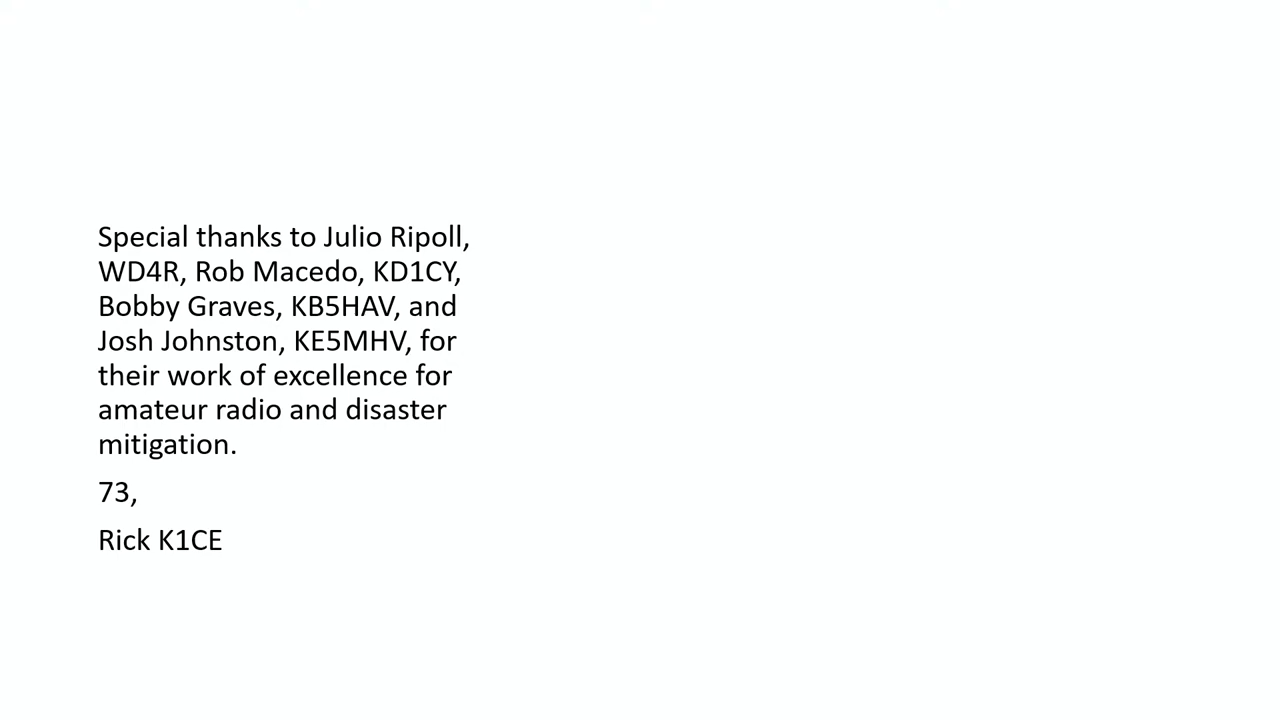 Special thanks to Julio Ripoll,
WD4R, Rob Macedo, KD1CY,
Bobby Graves, KB5HAV, and
Josh Johnston, KE5MHV, for
their work of excellence for
amateur radio and disaster
mitigation.
73,
Rick K1CE